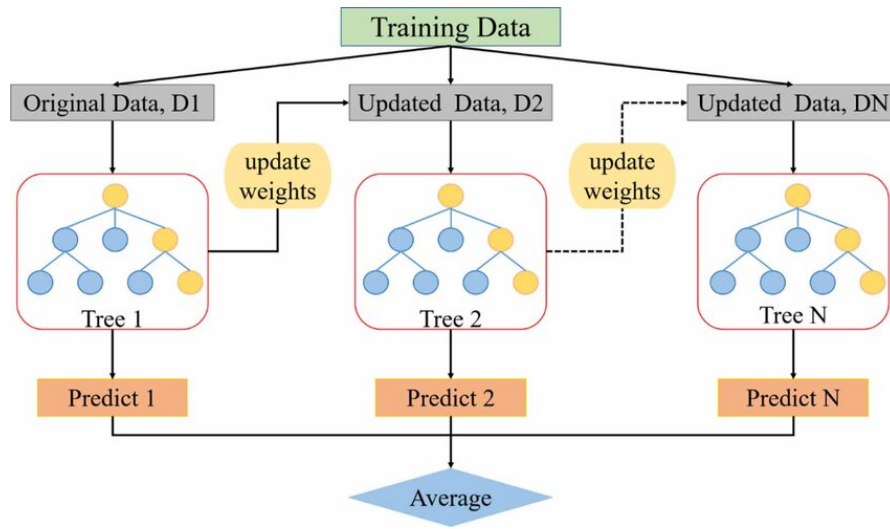 Training Data
Original Data, D1
Updated Data, D2
Updated Data, DN
update
weights
update
weights
Tree 1
Tree 2
Tree N
Predict 1
Predict 2
Predict N
Average